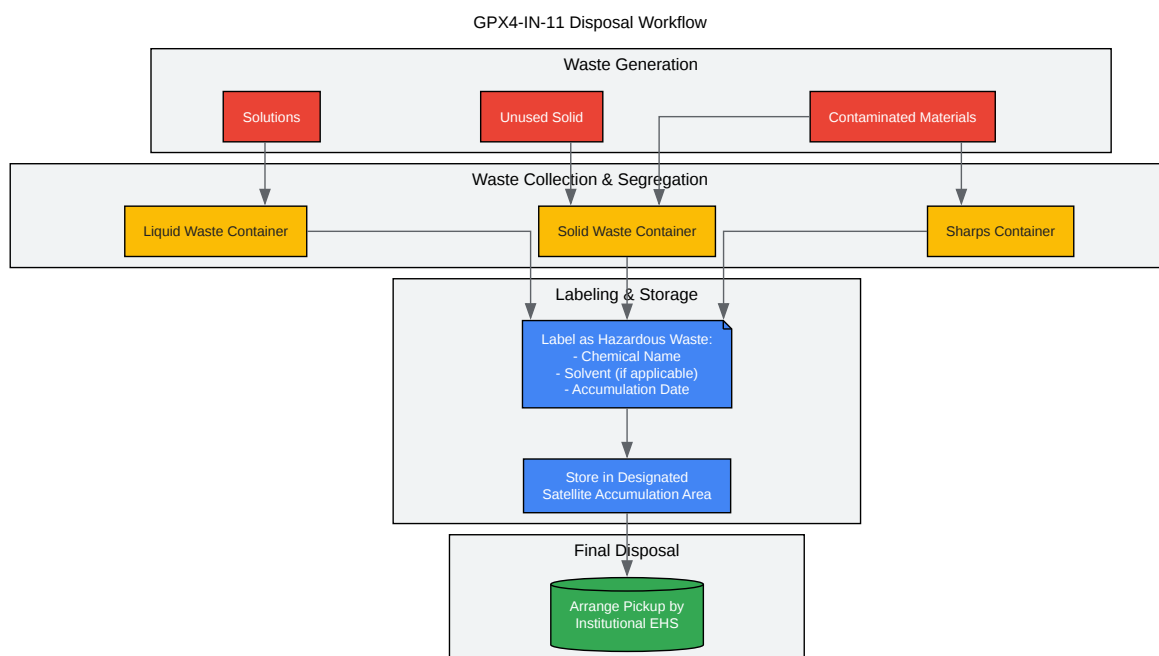 GPX4-IN-11 Disposal Workflow
Waste Generation
Solutions
Unused Solid
Contaminated Materials
Waste Collection & Segregation
Liquid Waste Container
Solid Waste Container
Sharps Container
Labeling & Storage
Label as Hazardous Waste:
- Chemical Name
- Solvent (if applicable)
- Accumulation Date
Store in Designated
Satellite Accumulation Area
Final Disposal
Arrange Pickup by
Institutional EHS